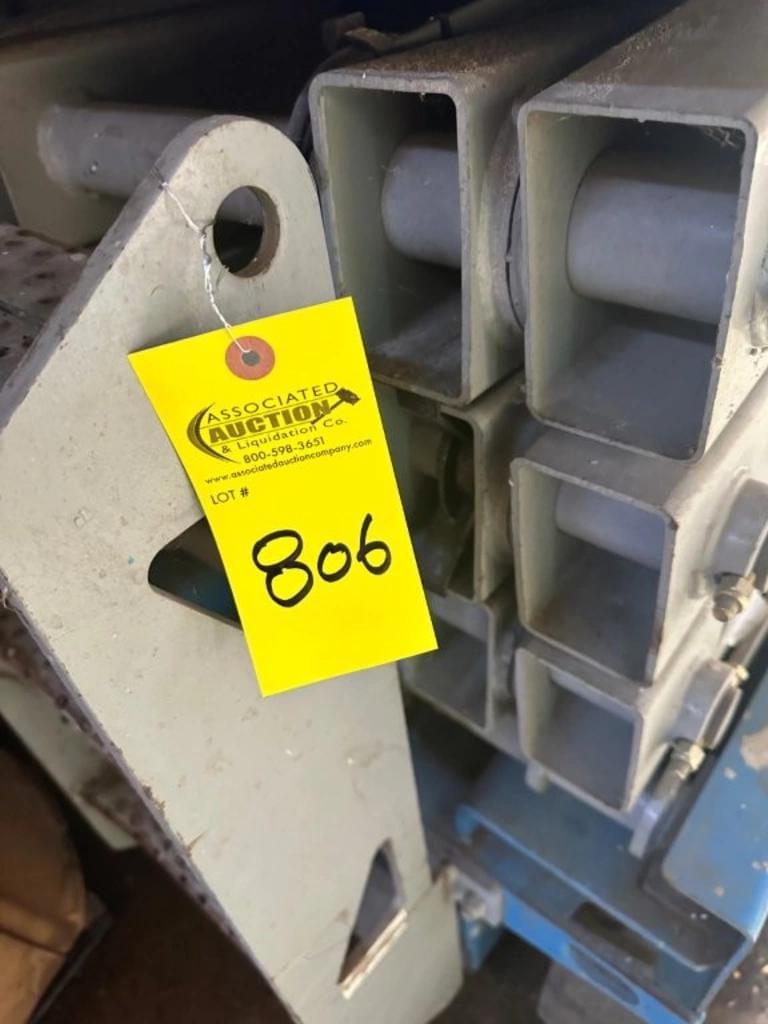 ASSOCIATED
AUCTION
& Liquidation Co.
800-598-3651
www.associatedauctioncompany.com
LOT #
806